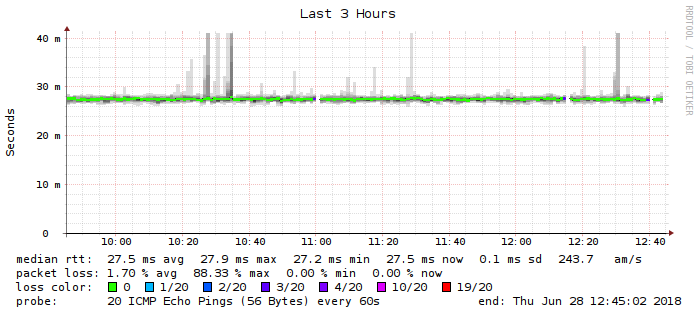 Last 3 Hours
RRDTOOL / TOBI OETIKER
Seconds
40 m
30 m
20 m
10 m
0
10:00 10:20 10:40 11:00 11:20 11:40 12:00 12:20 12:40
median rtt: 27.5 ms avg 27.9 ms max 27.2 ms min 27.5 ms now 0.1 ms sd 243.7 am/s
packet loss: 1.70 % avg 88.33 % max 0.00 % min 0.00 % now
loss color: 0 1/20 2/20 3/20 4/20 10/20 19/20
probe: 20 ICMP Echo Pings (56 Bytes) every 60s end: Thu Jun 28 12:45:02 2018